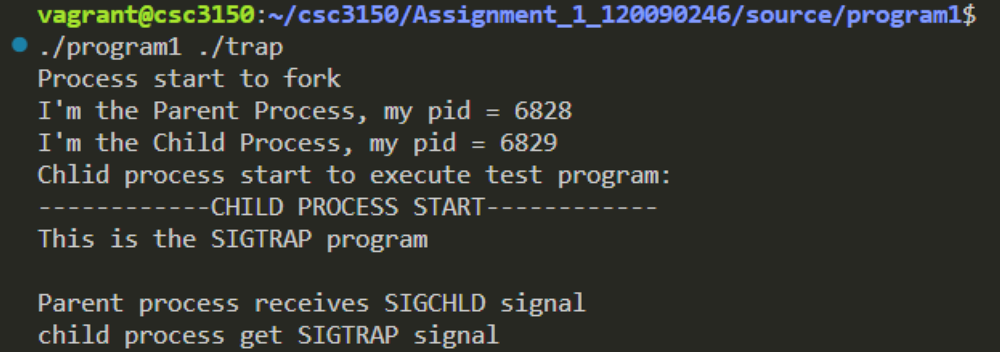 vagrant@csc3150:~/csc3150/Assignment_1_120090246/source/program1$
./program1 ./trap
Process start to fork
I'm the Parent Process, my pid = 6828
I'm the Child Process, my pid = 6829
Chlid process start to execute test program:
------------CHILD PROCESS START------------
This is the SIGTRAP program
Parent process receives SIGCHLD signal
child process get SIGTRAP signal